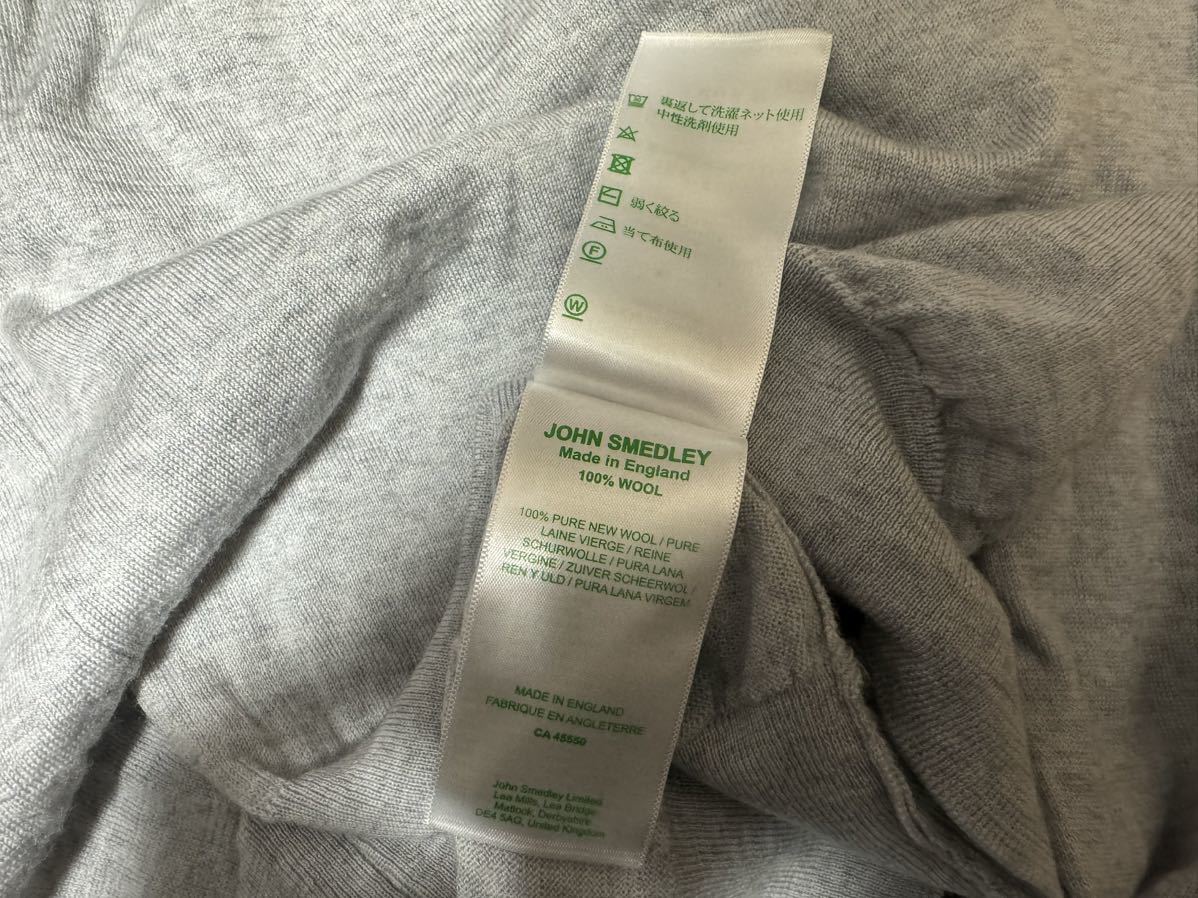 裏返して洗濯ネット使用
中性洗剤使用
弱く絞る
当て布使用
F
W
JOHN SMEDLEY
Made in England
100% WOOL
100% PURE NEW WOOL / PURE
LAINE VIERGE / REINE
SCHURWOLLE / PURA LANA
VERGINE / ZUIVER SCHEERWOL /
REN Y ULD / PURA LANA VIRGEM
MADE IN ENGLAND
FABRIQUE EN ANGLETERRE
CA 45550
John Smedley Limited
Lea Mills, Lea Bridge
Matlock, Derbyshire
DE4 5AG, United Kingdom